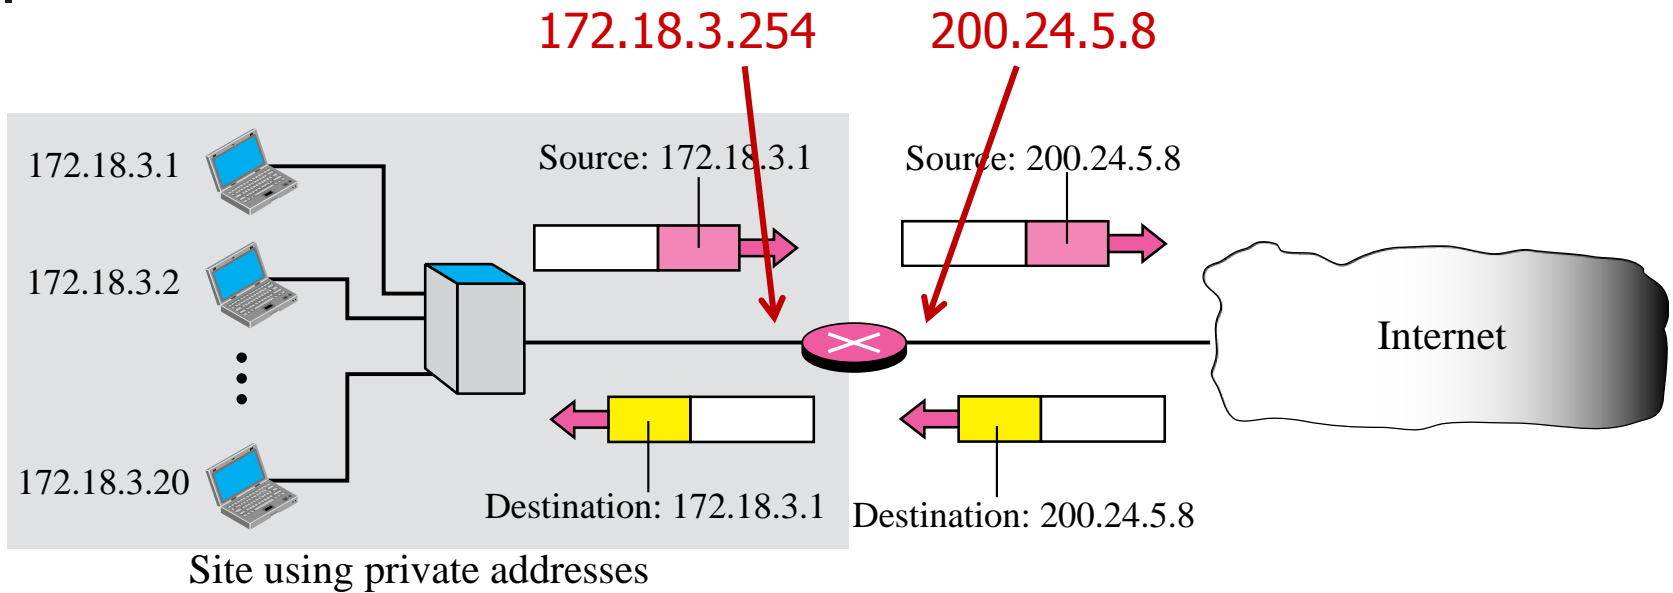 172.18.3.254
200.24.5.8
172.18.3.1
Source: 172.18.3.1
Source: 200.24.5.8
172.18.3.2
Internet
172.18.3.20
Destination: 172.18.3.1
Destination: 200.24.5.8
Site using private addresses